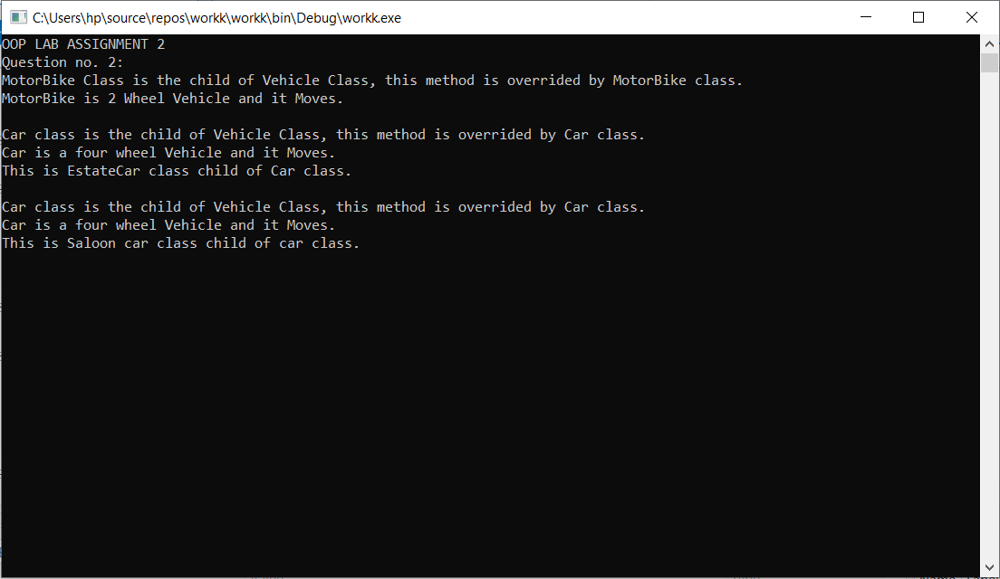 C:\Users\hp\source\repos\workk\workk\bin\Debug\workk.exe
OOP LAB ASSIGNMENT 2
Question no. 2:
MotorBike Class is the child of Vehicle Class, this method is overrided by MotorBike class.
MotorBike is 2 Wheel Vehicle and it Moves.
Car class is the child of Vehicle Class, this method is overrided by Car class.
Car is a four wheel Vehicle and it Moves.
This is EstateCar class child of Car class.
Car class is the child of Vehicle Class, this method is overrided by Car class.
Car is a four wheel Vehicle and it Moves.
This is Saloon car class child of car class.